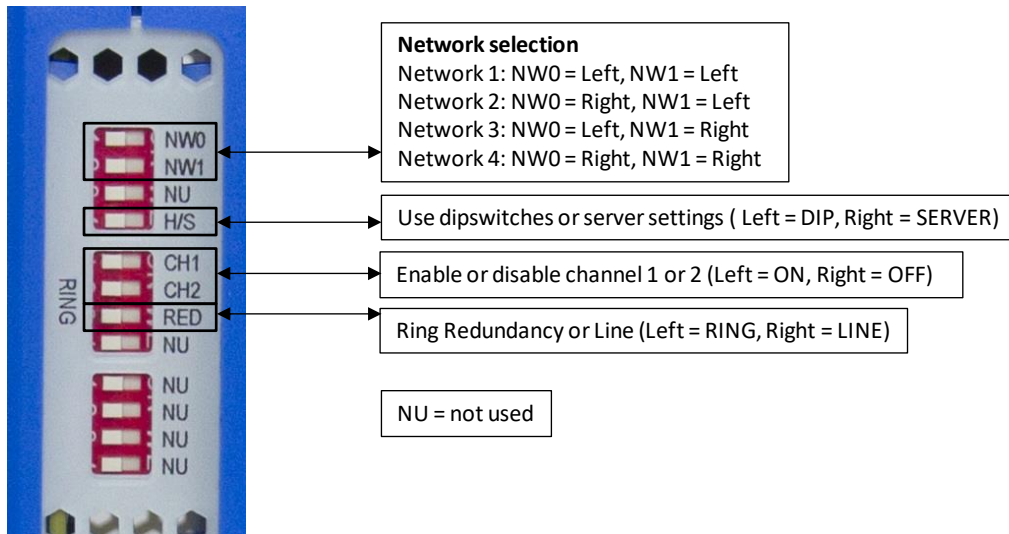 Network selection
Network 1: NW0 = Left, NW1 = Left
Network 2: NW0 = Right, NW1 = Left
Network 3: NW0 = Left, NW1 = Right
Network 4: NW0 = Right, NW1 = Right
NW0
NW1
NU
H/S
Use dipswitches or server settings ( Left = DIP, Right = SERVER)
RING
CH1
CH2
RED
NU
Enable or disable channel 1 or 2 (Left = ON, Right = OFF)
Ring Redundancy or Line (Left = RING, Right = LINE)
NU
NU
NU
NU
NU = not used